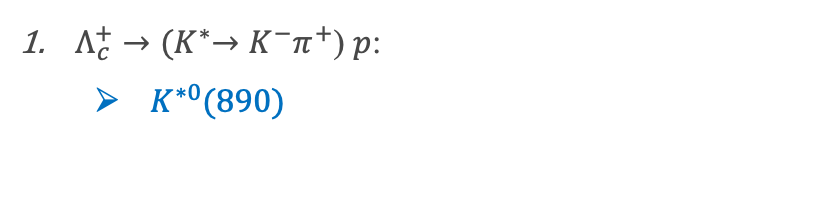 1. Λc+ → (K*→ K−π+) p:
➢ K*0(890)